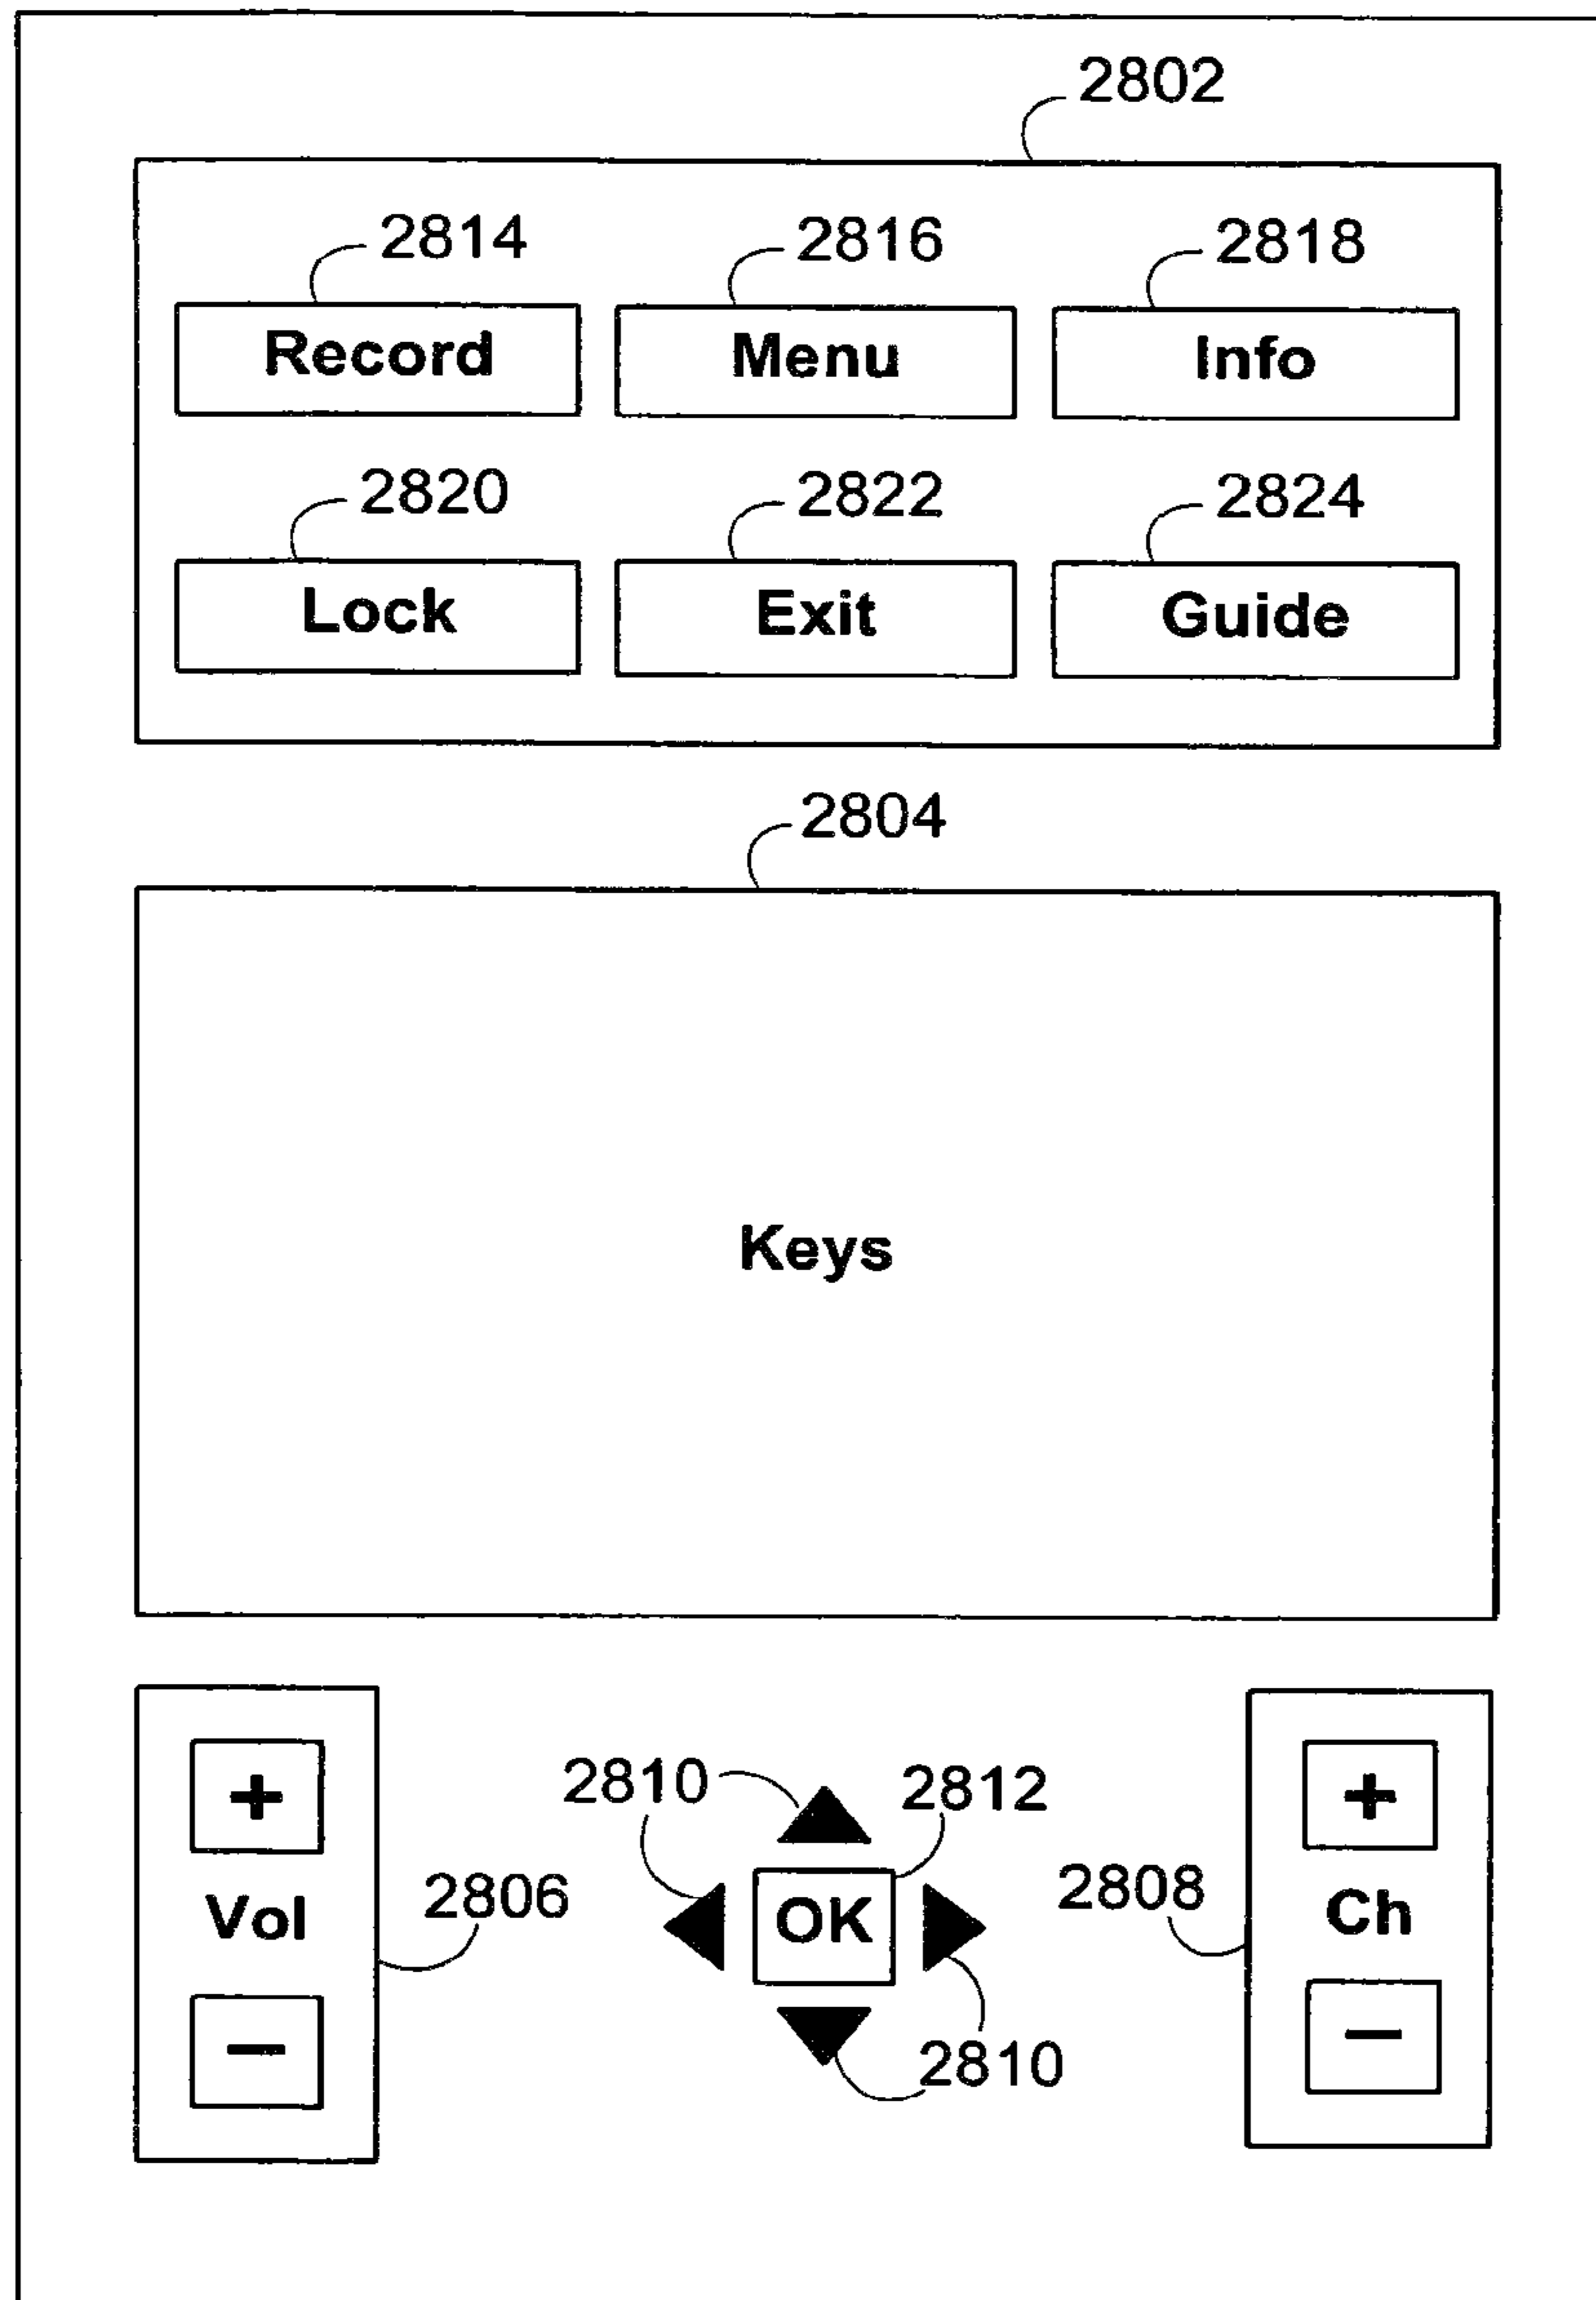 2802
2814 2816 2818
Record Menu Info
2820 2822 2824
Lock Exit Guide
2804
Keys
+ 2810 2812 +
Vol 2806 OK 2808 Ch
− 2810 −